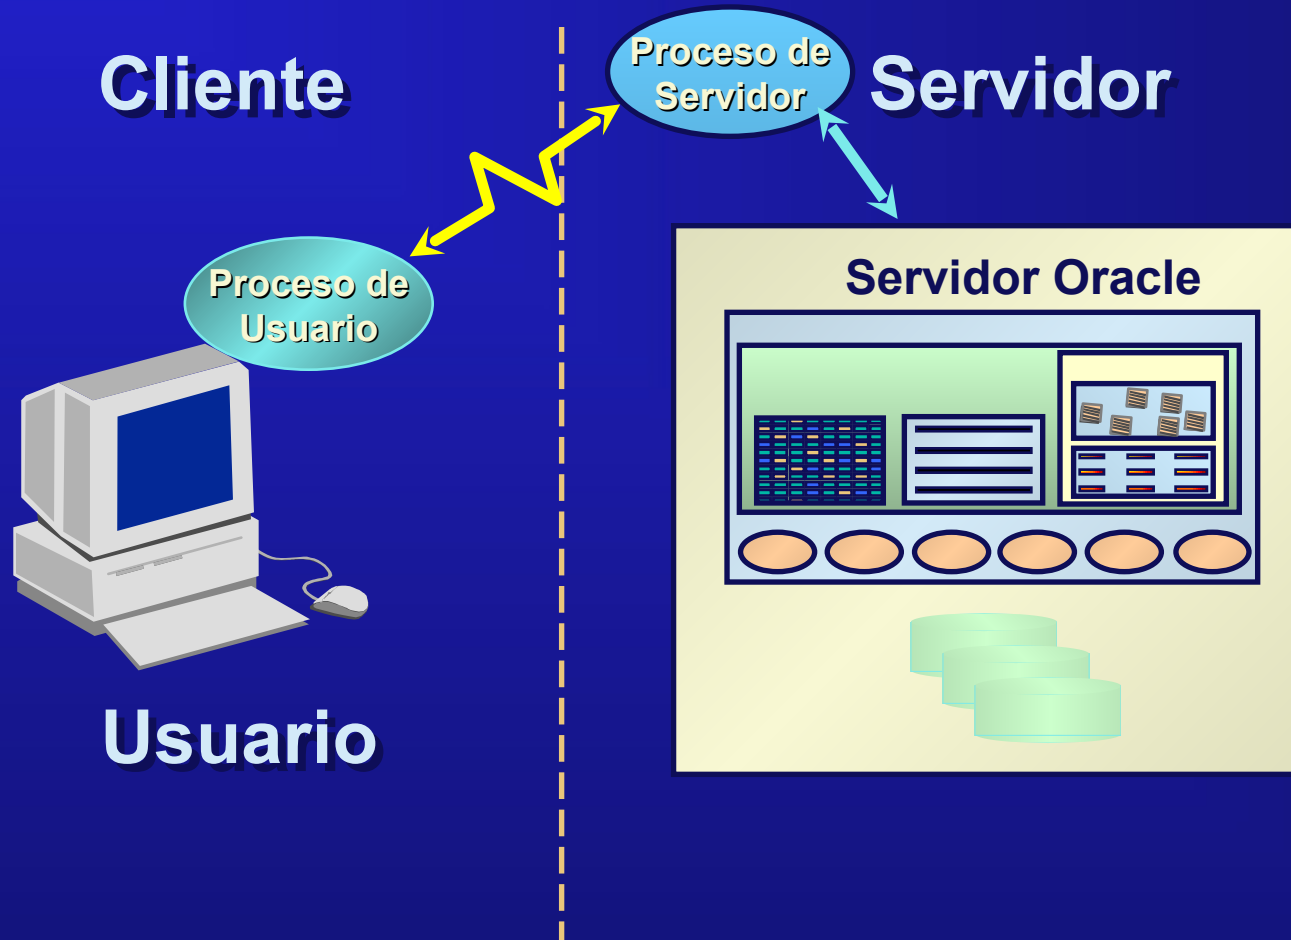 Cliente
Proceso de
Servidor
Servidor
Proceso de
Usuario
Servidor Oracle
Usuario